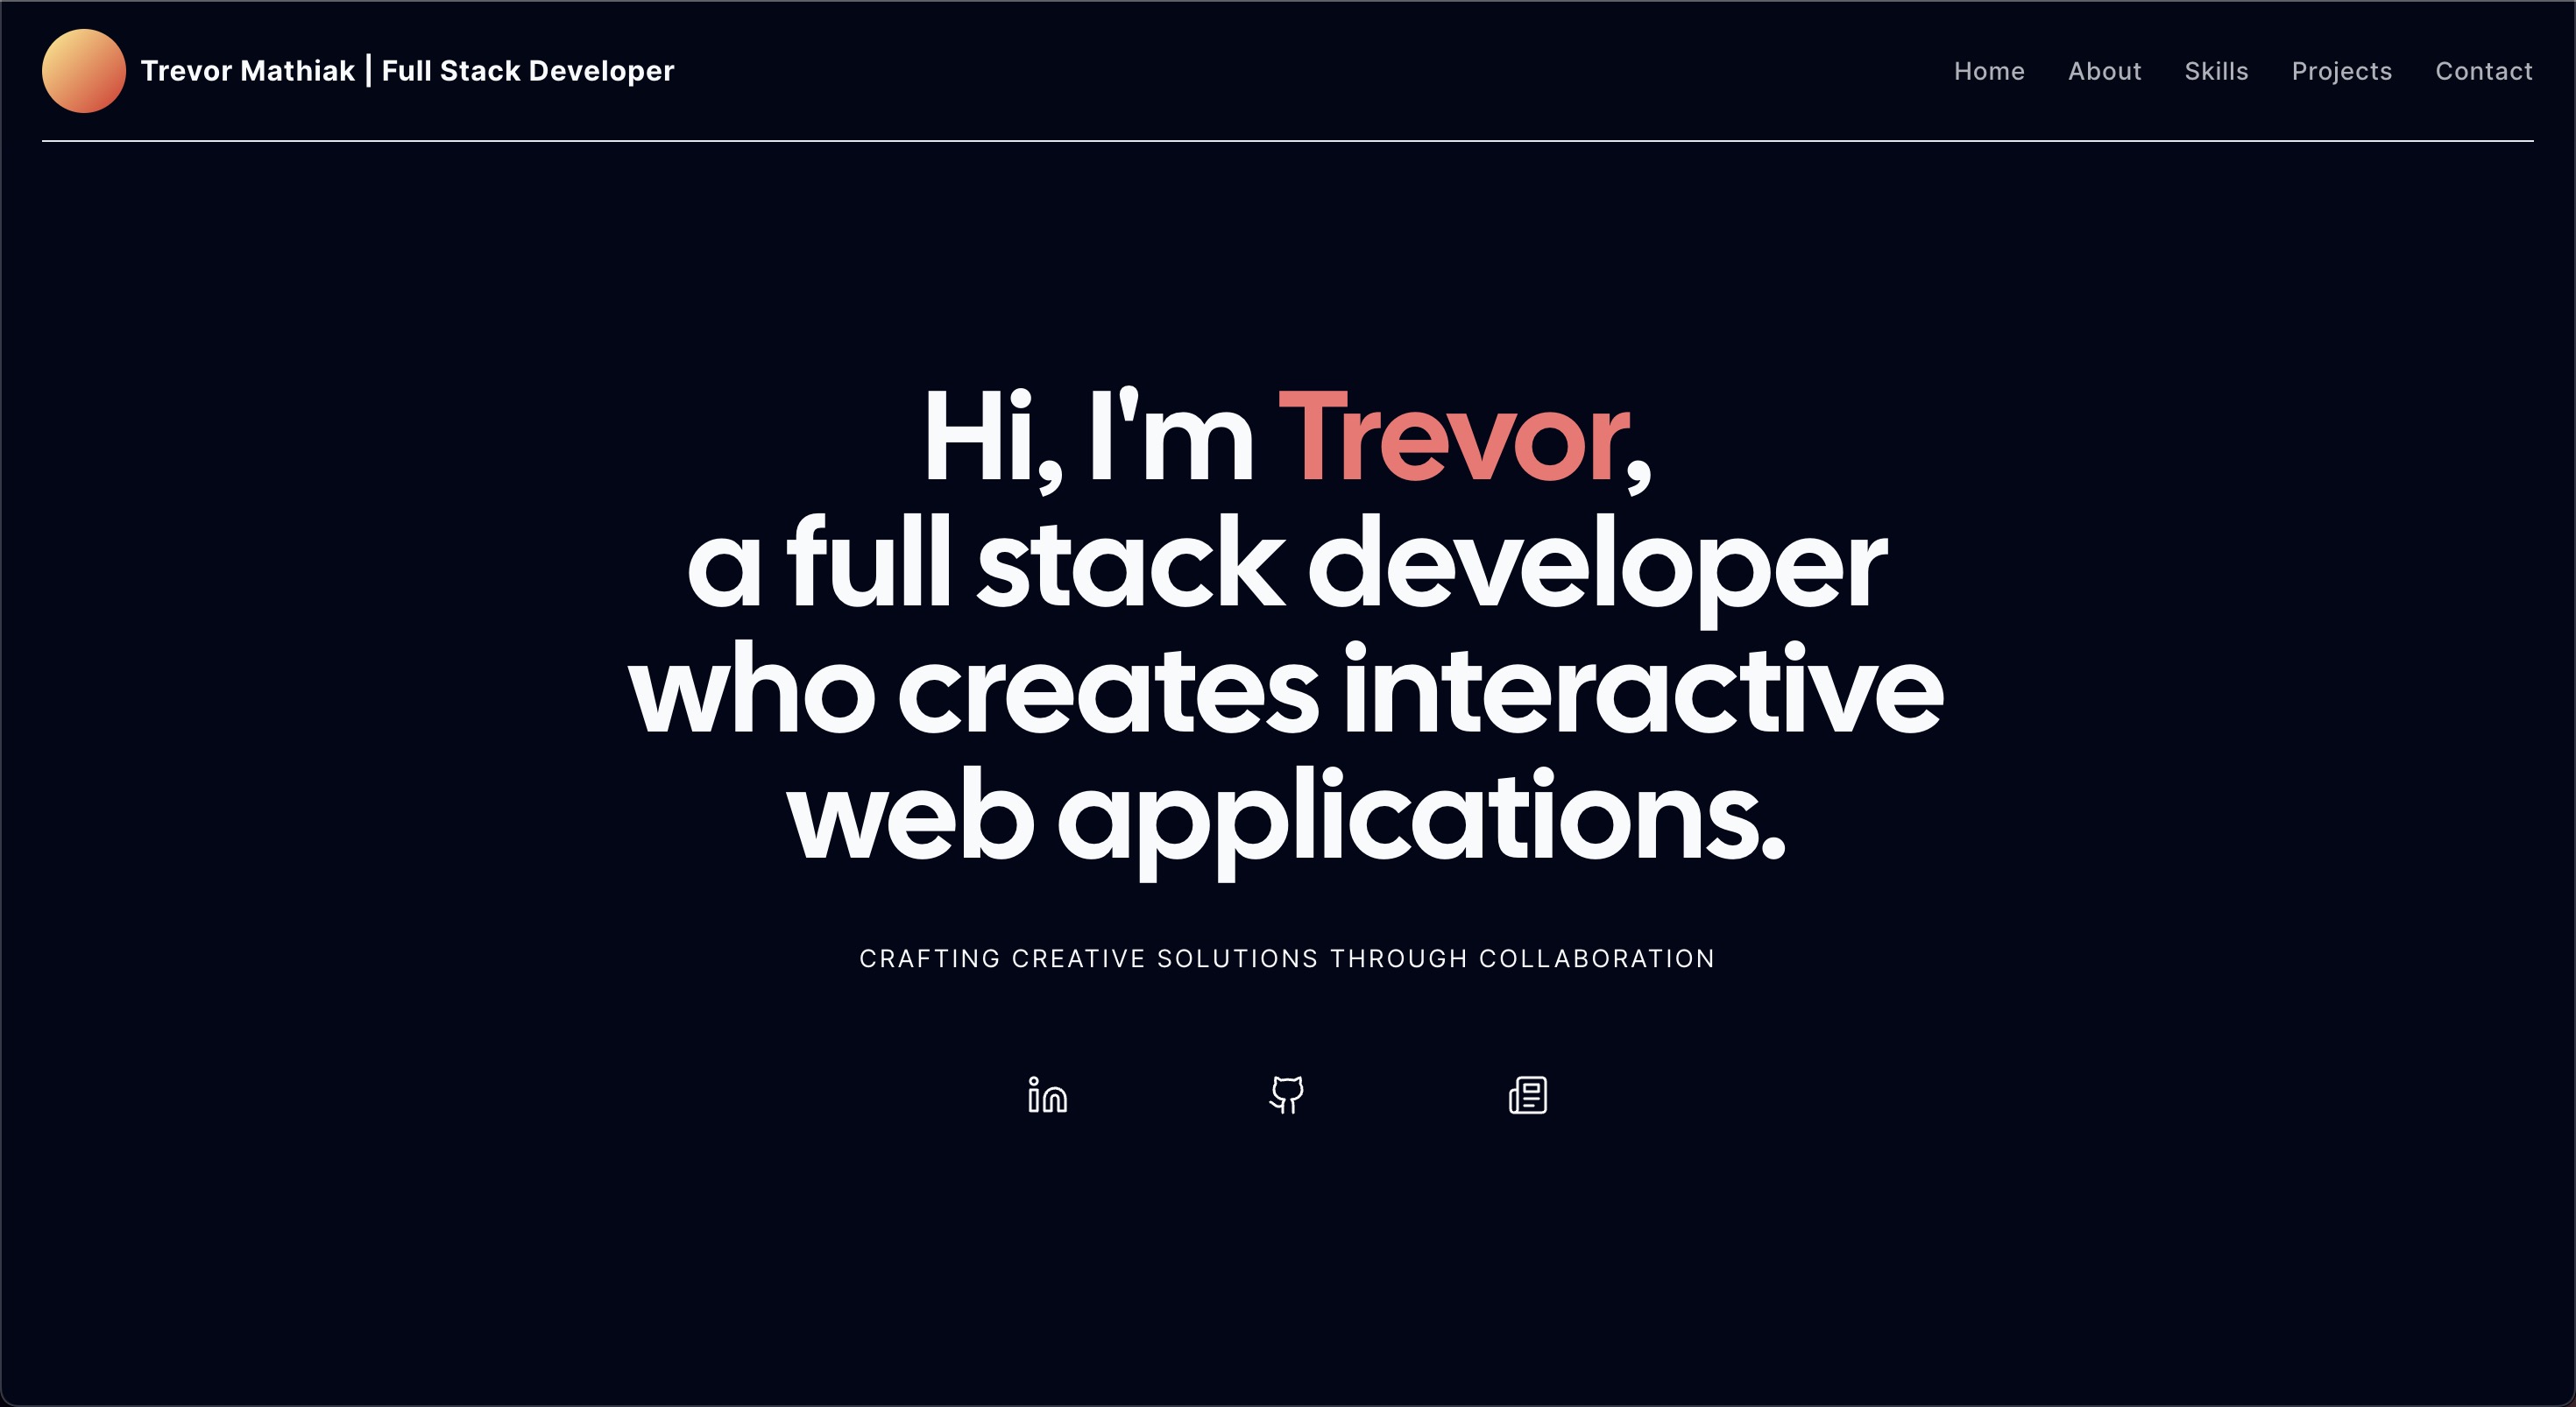 Trevor Mathiak | Full Stack Developer
Home About Skills Projects Contact
Hi, I'm Trevor,
a full stack developer
who creates interactive
web applications.
CRAFTING CREATIVE SOLUTIONS THROUGH COLLABORATION
in